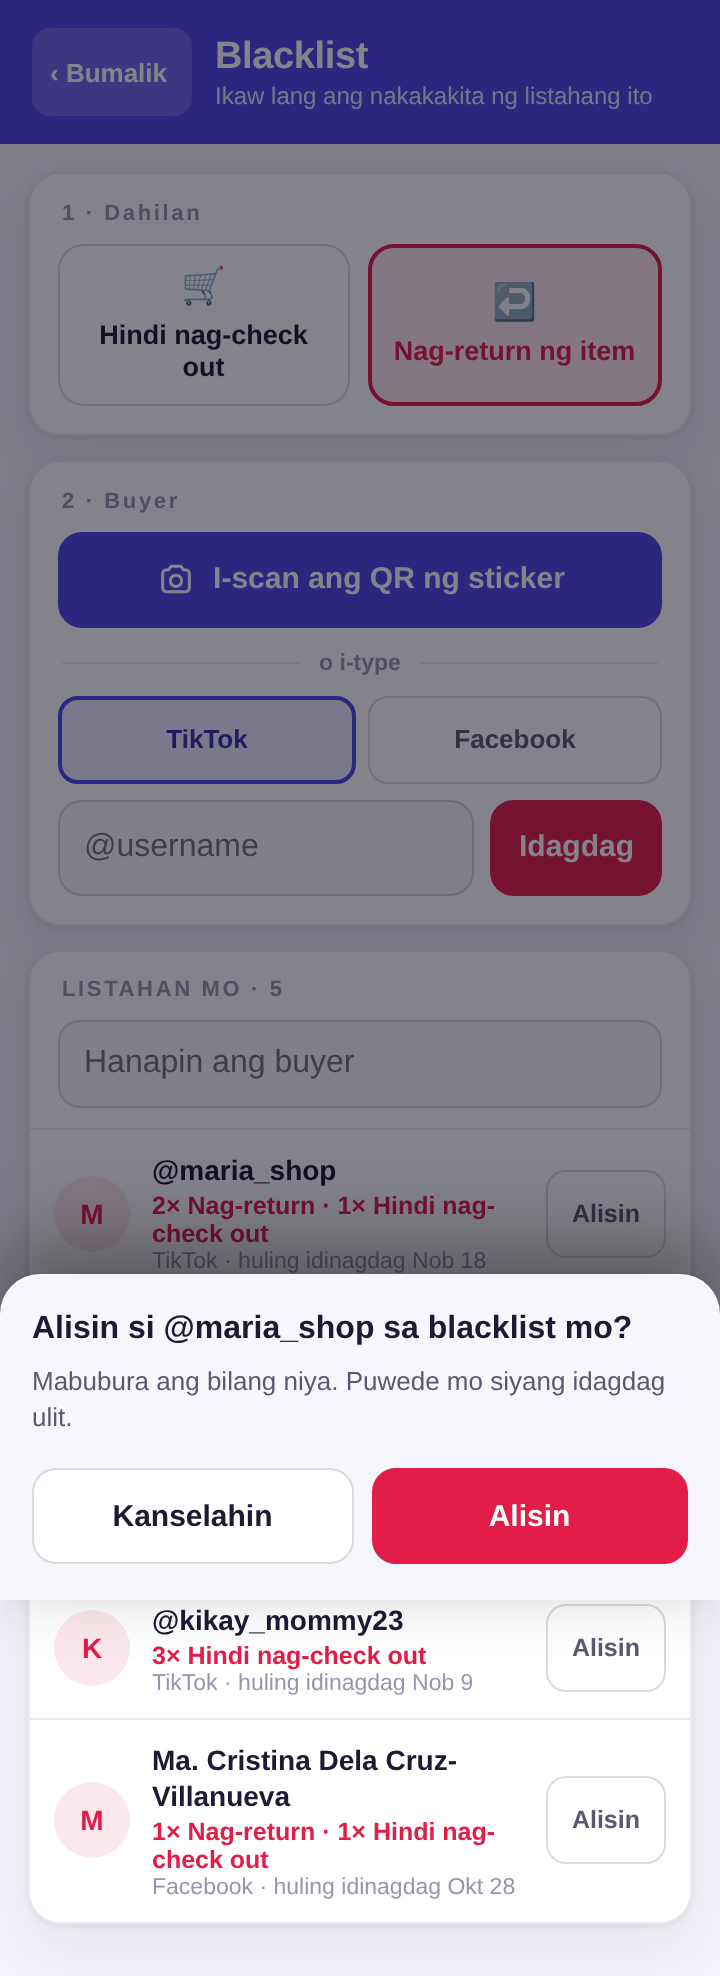 ‹ Bumalik
Blacklist
Ikaw lang ang nakakakita ng listahang ito
1 · Dahilan
Hindi nag-check
out
Nag-return ng item
2 · Buyer
I-scan ang QR ng sticker
o i-type
TikTok
Facebook
@username
Idagdag
LISTAHAN MO · 5
Hanapin ang buyer
M
@maria_shop
2× Nag-return · 1× Hindi nag-
check out
TikTok · huling idinagdag Nob 18
Alisin
Alisin si @maria_shop sa blacklist mo?
Mabubura ang bilang niya. Puwede mo siyang idagdag
ulit.
Kanselahin
Alisin
K
@kikay_mommy23
3× Hindi nag-check out
TikTok · huling idinagdag Nob 9
Alisin
M
Ma. Cristina Dela Cruz-
Villanueva
1× Nag-return · 1× Hindi nag-
check out
Facebook · huling idinagdag Okt 28
Alisin